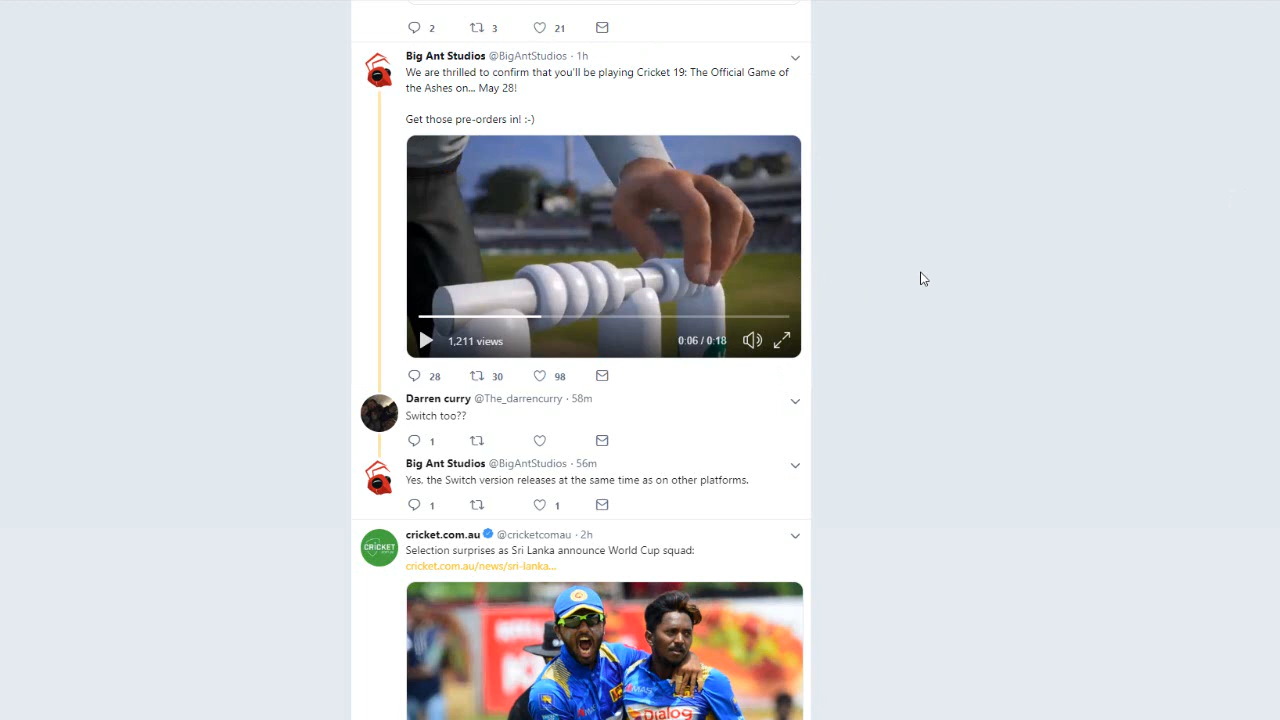 2 3 21
Big Ant Studios @BigAntStudios · 1h
We are thrilled to confirm that you'll be playing Cricket 19: The Official Game of
the Ashes on... May 28!
Get those pre-orders in! :-)
1,211 views 0:06 / 0:18
28 30 98
Darren curry @The_darrencurry · 58m
Switch too??
1
Big Ant Studios @BigAntStudios · 56m
Yes, the Switch version releases at the same time as on other platforms.
1 1
CRICKET
cricket.com.au @cricketcomau · 2h
Selection surprises as Sri Lanka announce World Cup squad:
cricket.com.au/news/sri-lanka...
MAS
Dialog